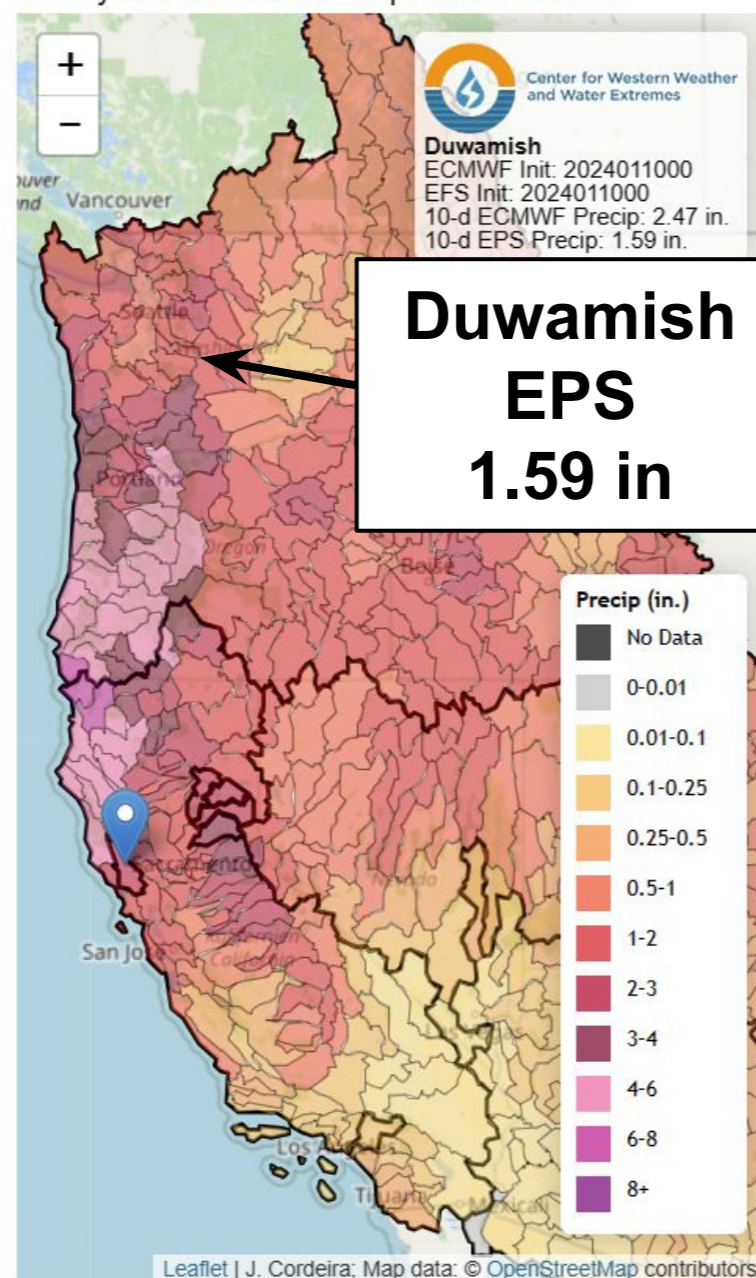 +
−
Center for Western Weather
and Water Extremes
Duwamish
ECMWF Init: 2024011000
EFS Init: 2024011000
10-d ECMWF Precip: 2.47 in.
10-d EPS Precip: 1.59 in.
Vancouver
Seattle
Washington
Duwamish
EPS
1.59 in
Portland
Oregon
Boise
Precip (in.)
No Data
0-0.01
0.01-0.1
0.1-0.25
0.25-0.5
0.5-1
1-2
2-3
3-4
4-6
6-8
8+
Sacramento
Nevada
San José
California
Los Angeles
Tijuana
Mexicali
Leaflet | J. Cordeira; Map data: © OpenStreetMap contributors